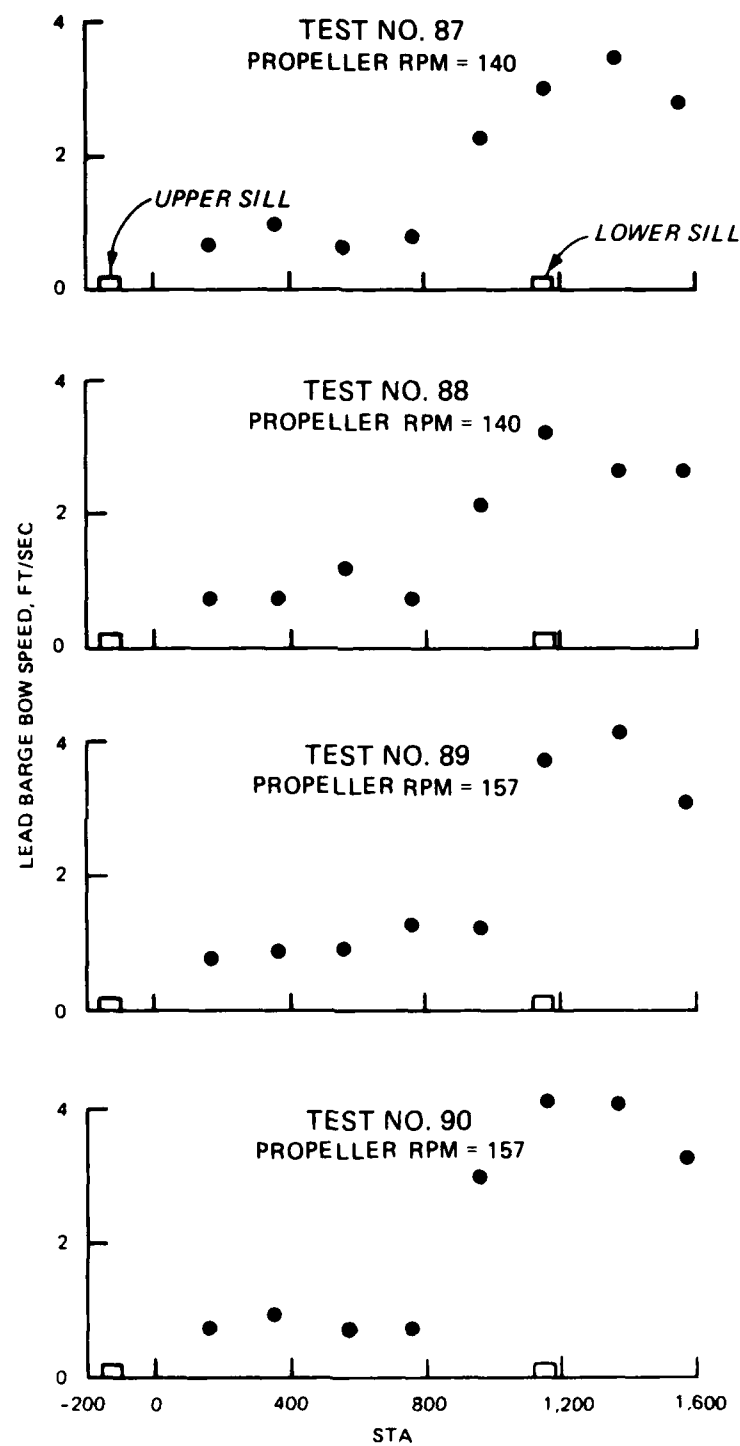 4
TEST NO. 87
PROPELLER RPM = 140
2
UPPER SILL
LOWER SILL
0
4
TEST NO. 88
PROPELLER RPM = 140
2
0
LEAD BARGE BOW SPEED, FT/SEC
4
TEST NO. 89
PROPELLER RPM = 157
2
0
4
TEST NO. 90
PROPELLER RPM = 157
2
0
-200 0 400 800 1,200 1,600
STA